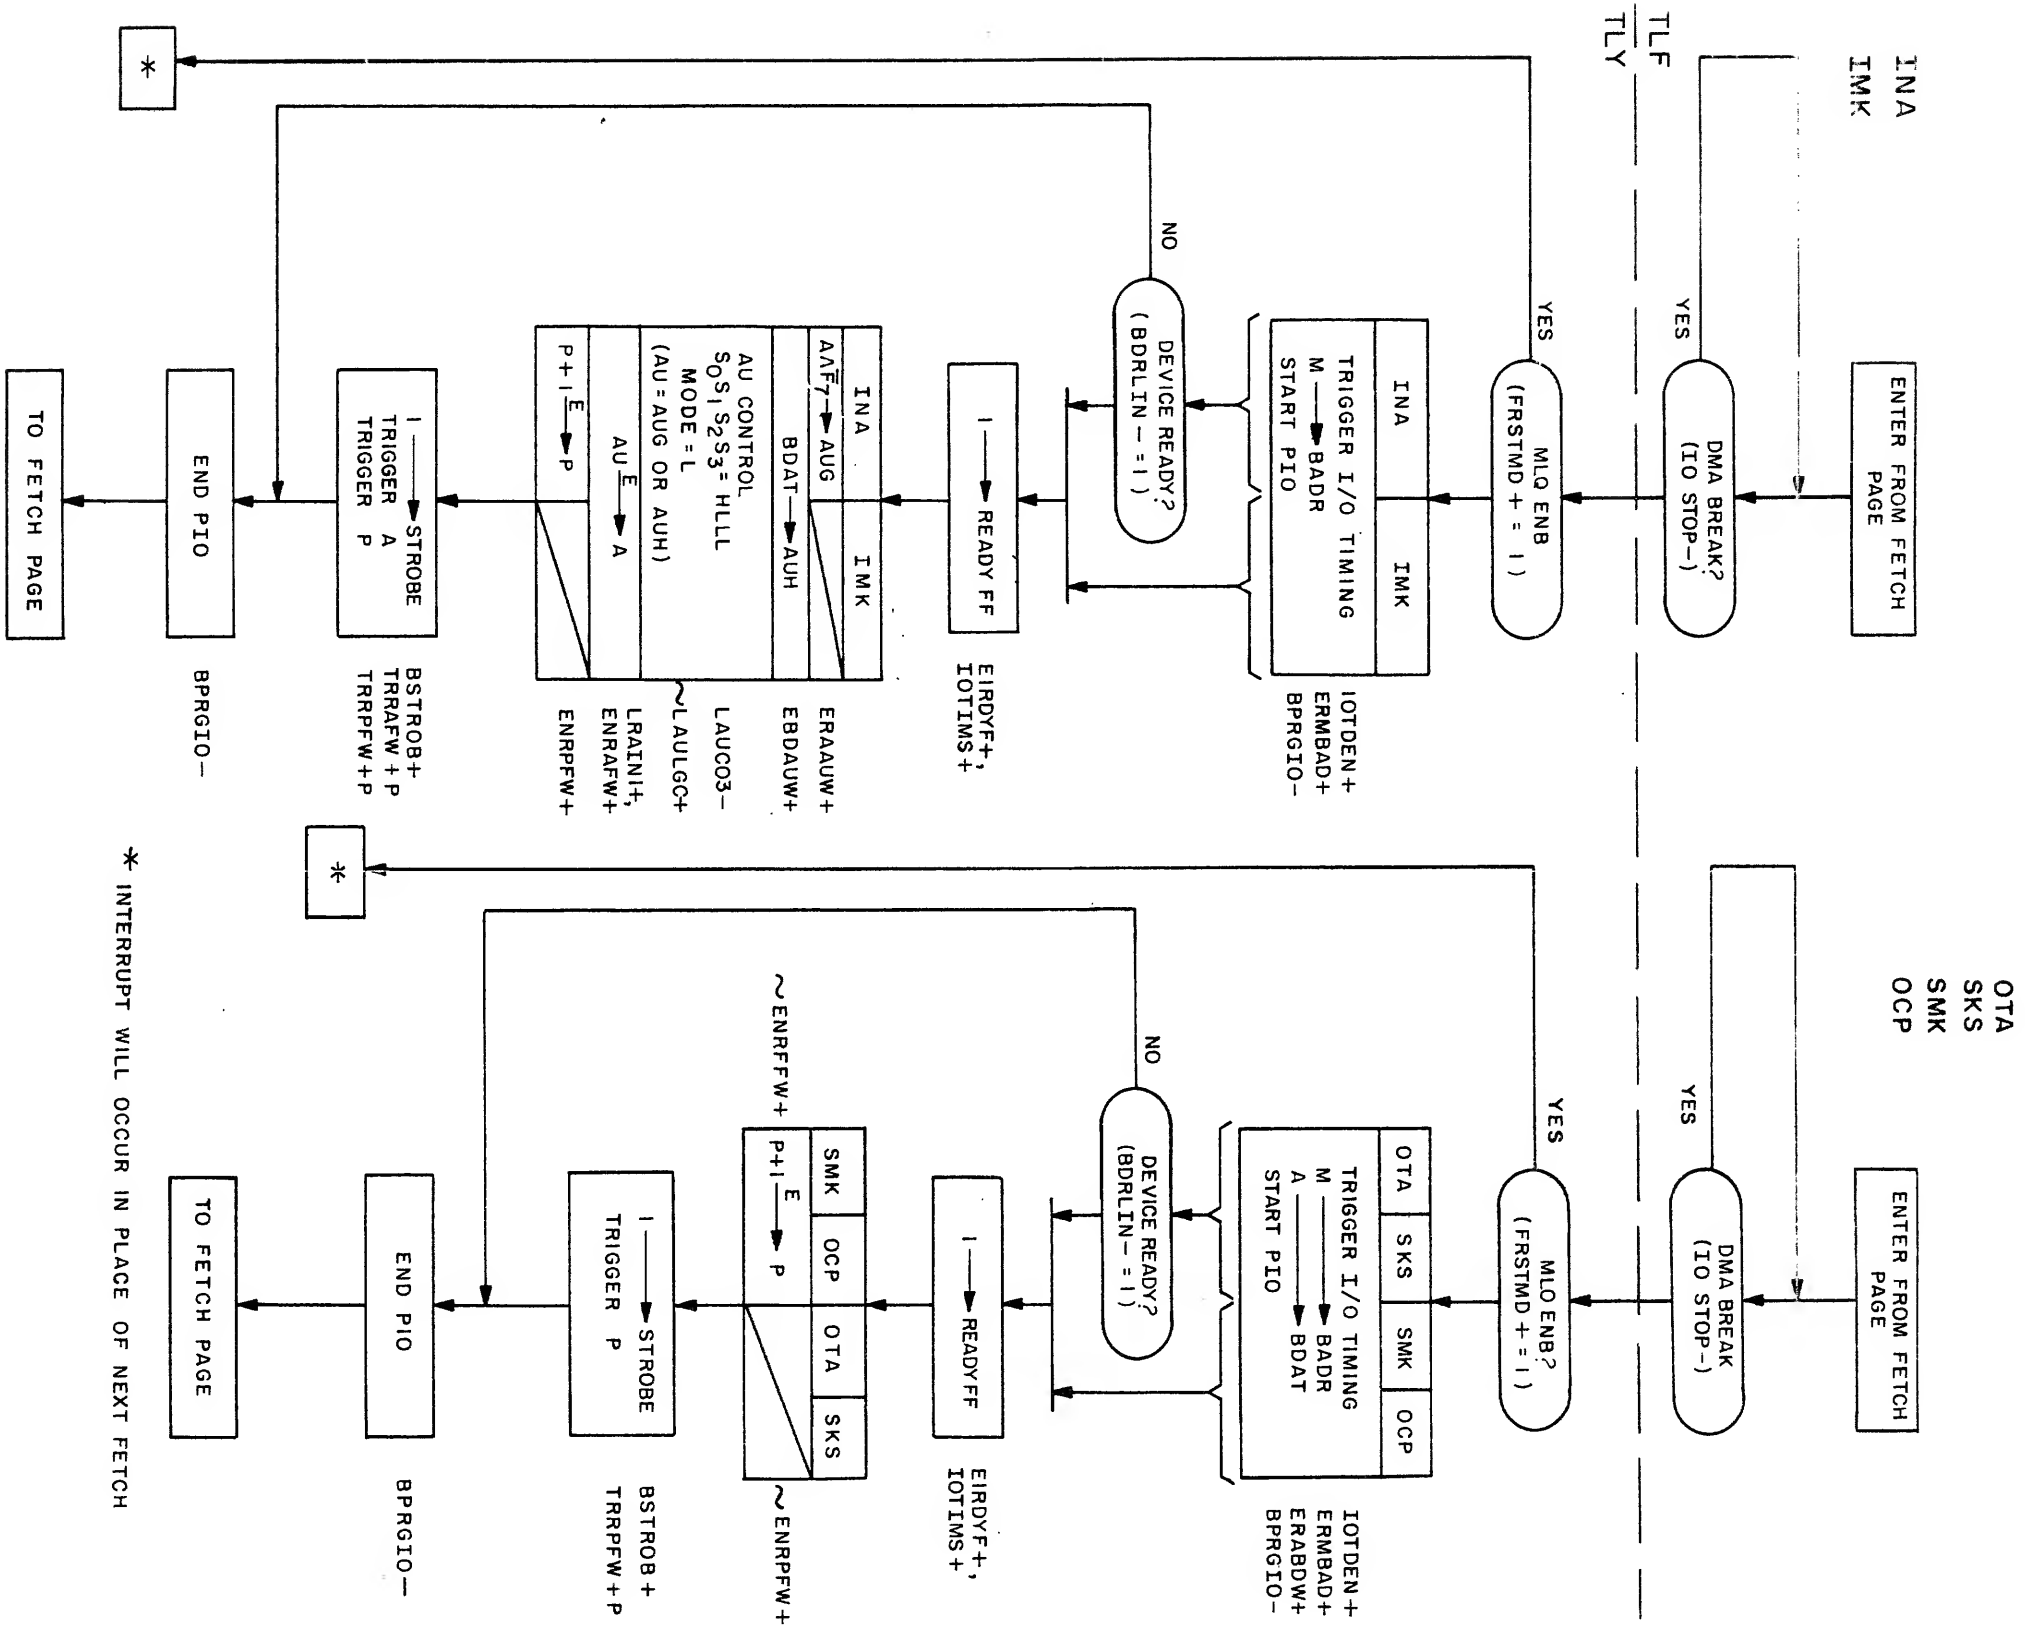 INA
IMK
TLF
TLY
ENTER FROM FETCH
PAGE
DMA BREAK?
(IO STOP-)
YES
MLQ ENB
(FRSTMD + = 1)
YES
INA IMK
TRIGGER I/O TIMING
M → BADR
START PIO
IOTDEN+
ERMBAD+
BPRGIO-
DEVICE READY?
(BDRLIN- = 1)
NO
1 → READY FF
EIRDYF+,
IOTIMS+
INA IMK
A∧F̅7 → AUG
ERAAUW+
BDAT → AUH
EBDAUW+
AU CONTROL
S0S1S2S3 = HLLL
MODE = L
(AU = AUG OR AUH)
LAUCO3-
~LAULGC+
AU E → A
LRAIN1+,
ENRAFW+
P+1 E → P
ENRPFW+
1 → STROBE
TRIGGER A
TRIGGER P
BSTROB+
TRRAFW+P
TRRPFW+P
END PIO
BPRGIO-
TO FETCH PAGE
*
OTA
SKS
SMK
OCP
ENTER FROM FETCH
PAGE
DMA BREAK
(IO STOP-)
YES
MLO ENB?
(FRSTMD + = 1)
YES
OTA SKS SMK OCP
TRIGGER I/O TIMING
M → BADR
A → BDAT
START PIO
IOTDEN+
ERMBAD+
ERABDW+
BPRGIO-
DEVICE READY?
(BDRLIN- = 1)
NO
1 → READYFF
EIRDYF+,
IOTIMS+
SMK OCP OTA SKS
P+1 E → P
~ENRFFW+
~ENRPFW+
1 → STROBE
TRIGGER P
BSTROB+
TRRPFW+P
END PIO
BPRGIO-
TO FETCH PAGE
*
* INTERRUPT WILL OCCUR IN PLACE OF NEXT FETCH